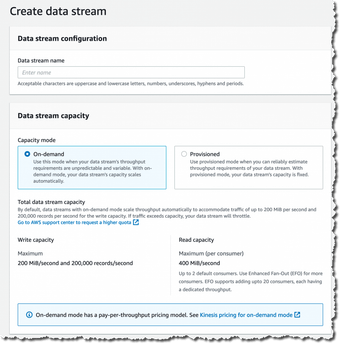 Create data stream
Data stream configuration
Data stream name
Enter name
Acceptable characters are uppercase and lowercase letters, numbers, underscores, hyphens and periods.
Data stream capacity
Capacity mode
On-demand
Use this mode when your data stream's throughput
requirements are unpredictable and variable. With on-
demand mode, your data stream's capacity scales
automatically.
Provisioned
Use provisioned mode when you can reliably estimate
throughput requirements of your data stream. With
provisioned mode, your data stream's capacity is fixed.
Total data stream capacity
By default, data streams with on-demand mode scale throughput automatically to accommodate traffic of up to 200 MiB per second and
200,000 records per second for the write capacity. If traffic exceeds capacity, your data stream will throttle.
Go to AWS support center to request a higher quota
Write capacity
Maximum
200 MiB/second and 200,000 records/second
Read capacity
Maximum (per consumer)
400 MiB/second
Up to 2 default consumers. Use Enhanced Fan-Out (EFO) for more
consumers. EFO supports adding upto 20 consumers, each having
a dedicated throughput.
On-demand mode has a pay-per-throughput pricing model. See Kinesis pricing for on-demand mode